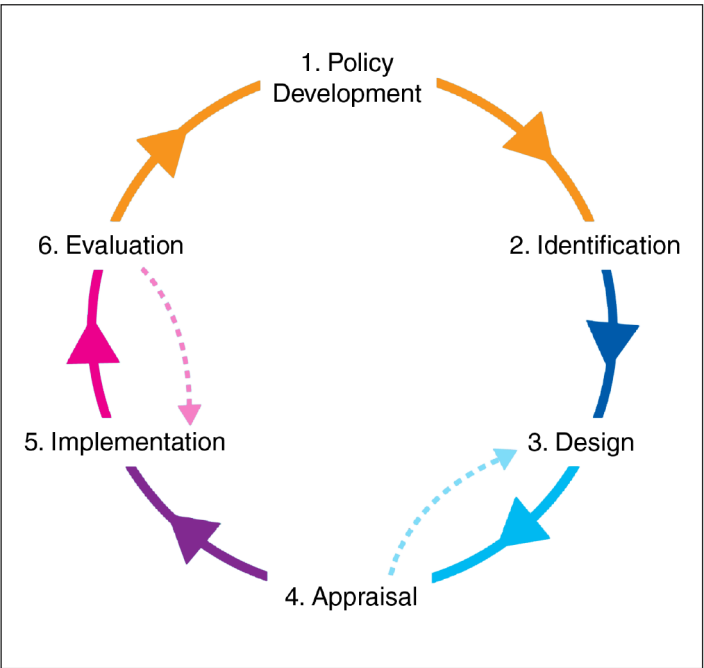 1. Policy
Development
2. Identification
3. Design
4. Appraisal
5. Implementation
6. Evaluation